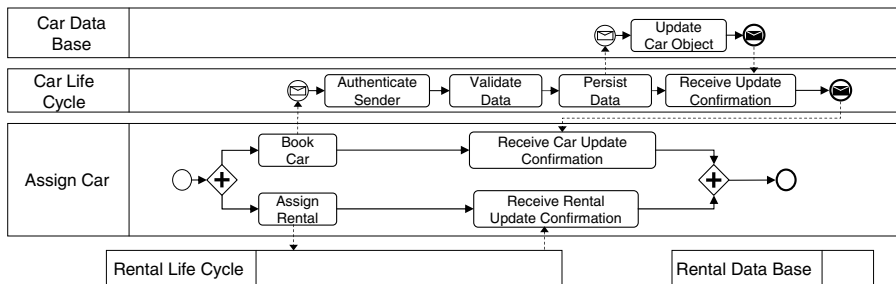 Car Data
Base
Update
Car Object
Car Life
Cycle
Authenticate
Sender
Validate
Data
Persist
Data
Receive Update
Confirmation
Assign Car
Book
Car
Receive Car Update
Confirmation
Assign
Rental
Receive Rental
Update Confirmation
Rental Life Cycle
Rental Data Base